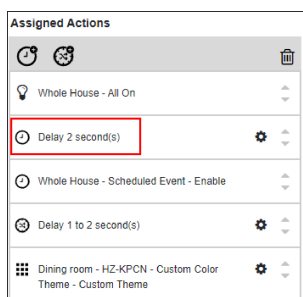 Assigned Actions
Whole House - All On
Delay 2 second(s)
Whole House - Scheduled Event - Enable
Delay 1 to 2 second(s)
Dining room - HZ-KPCN - Custom Color
Theme - Custom Theme